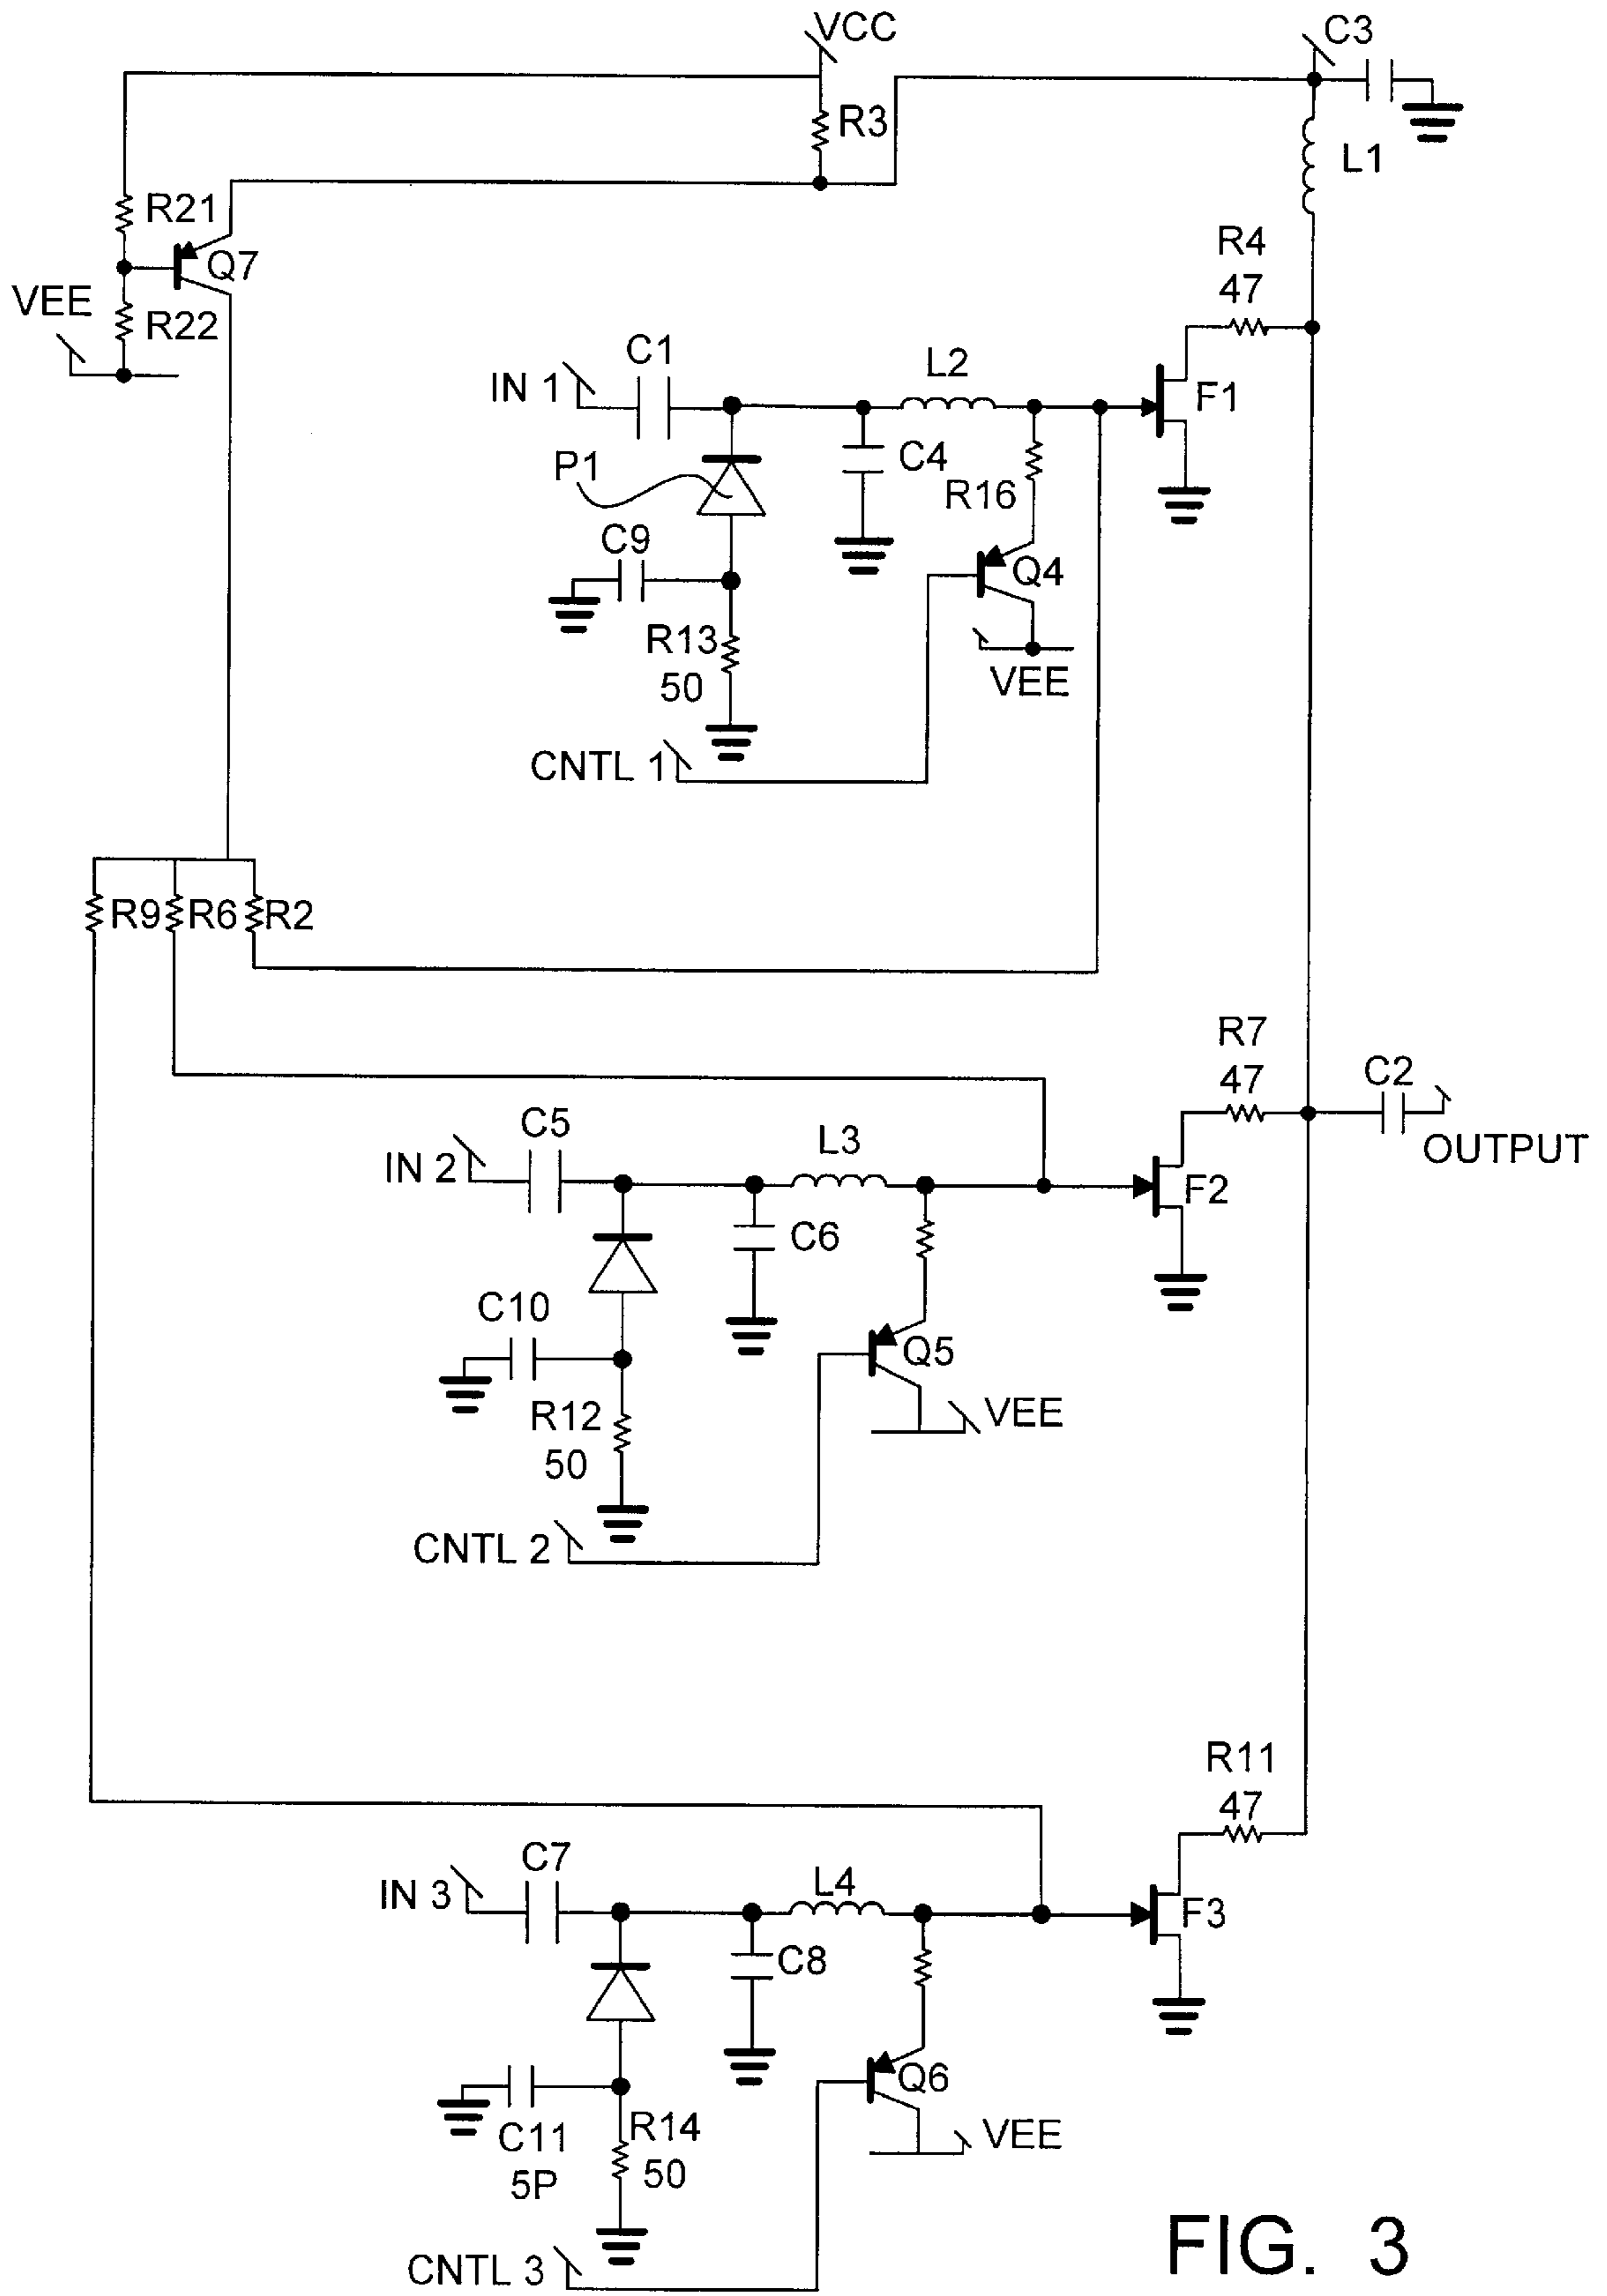 VCC
C3
R3
L1
R21
Q7
R4
47
VEE
R22
C1
L2
IN 1
F1
P1
C4
R16
C9
Q4
R13
50
VEE
CNTL 1
R9
R6
R2
R7
47
C2
C5
L3
IN 2
OUTPUT
F2
C6
C10
Q5
R12
50
VEE
CNTL 2
R11
47
C7
L4
IN 3
F3
C8
Q6
C11
5P
R14
50
VEE
CNTL 3
FIG. 3